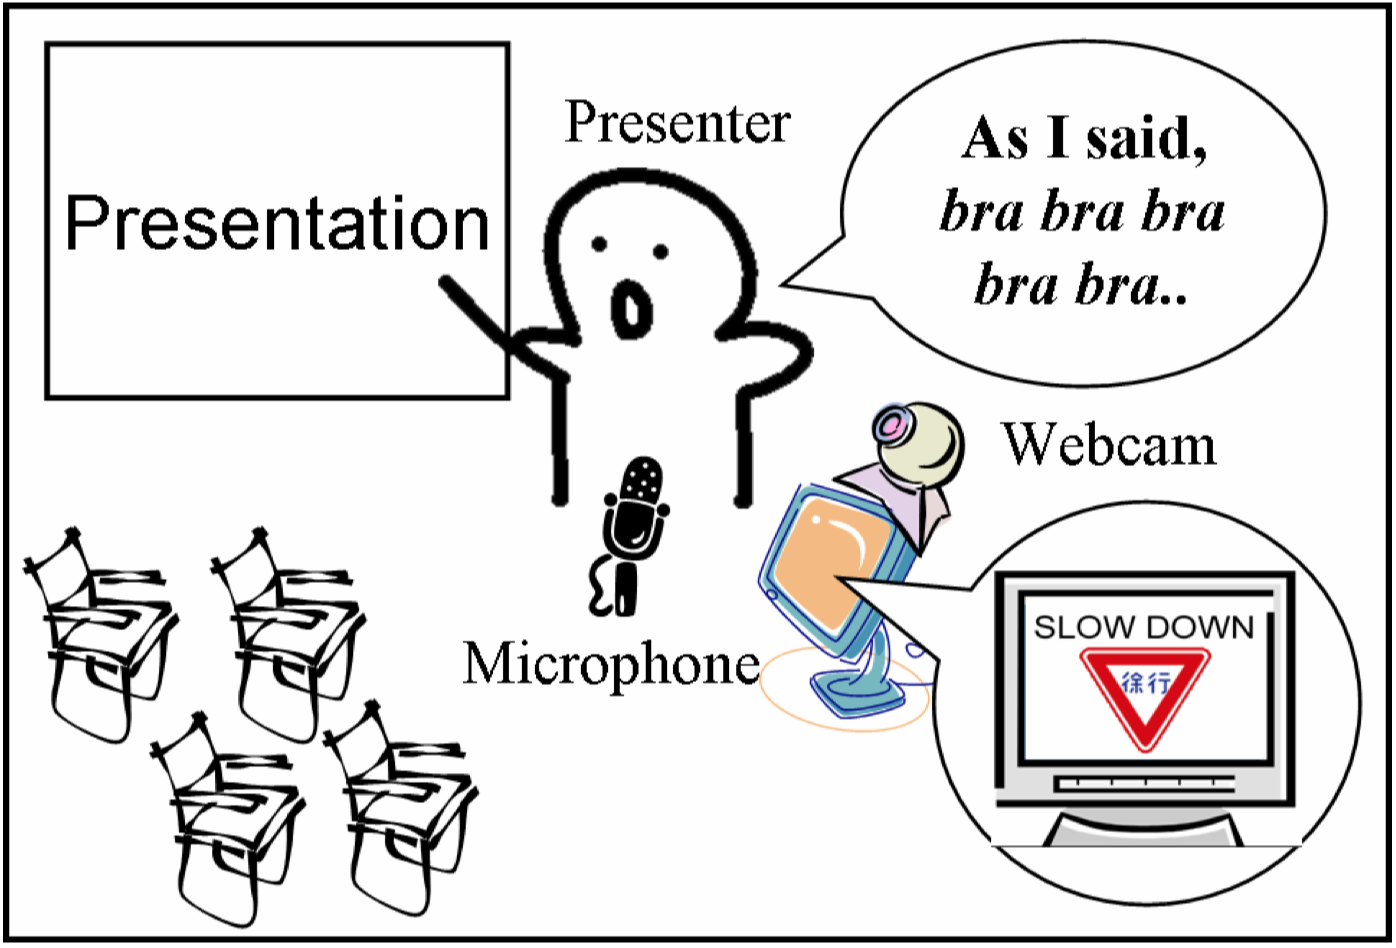 Presentation
Presenter
As I said,
bra bra bra
bra bra..
Webcam
Microphone
SLOW DOWN
徐行